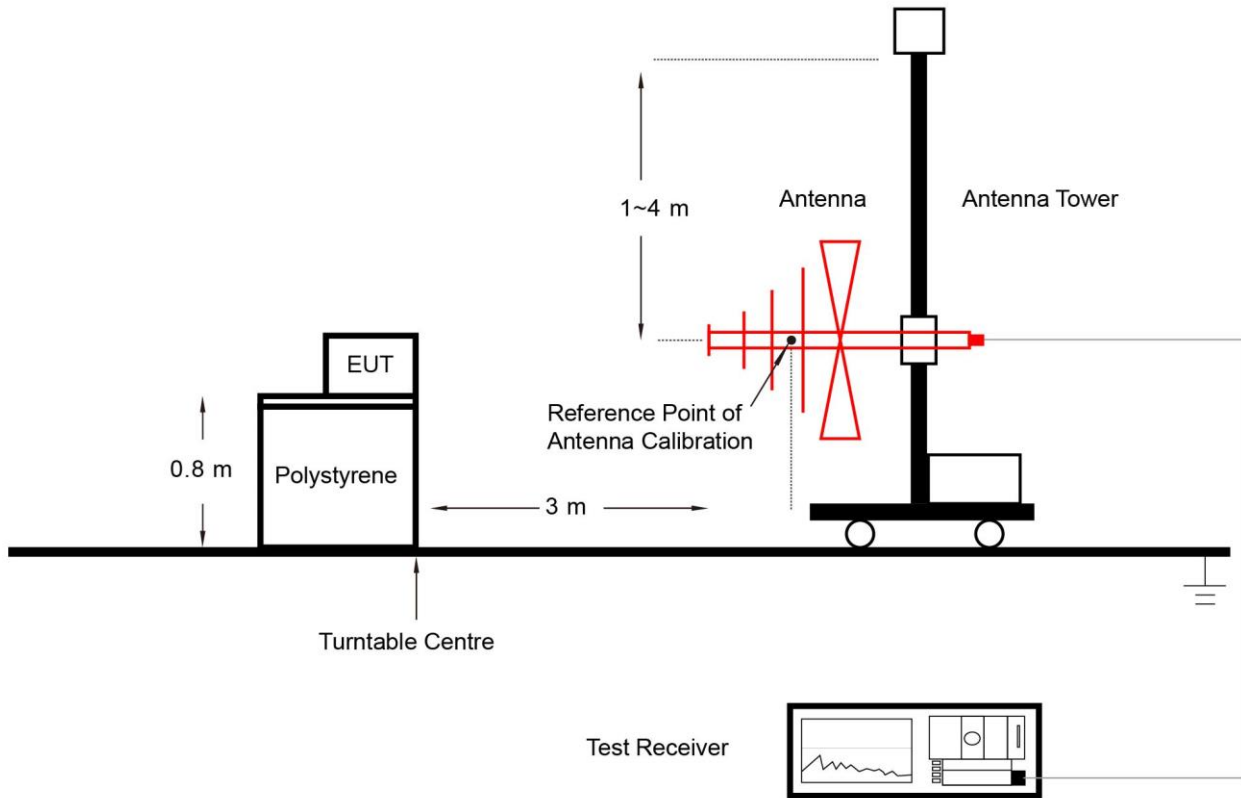 1~4 m
Antenna
Antenna Tower
EUT
Reference Point of
Antenna Calibration
0.8 m
Polystyrene
3 m
Turntable Centre
Test Receiver